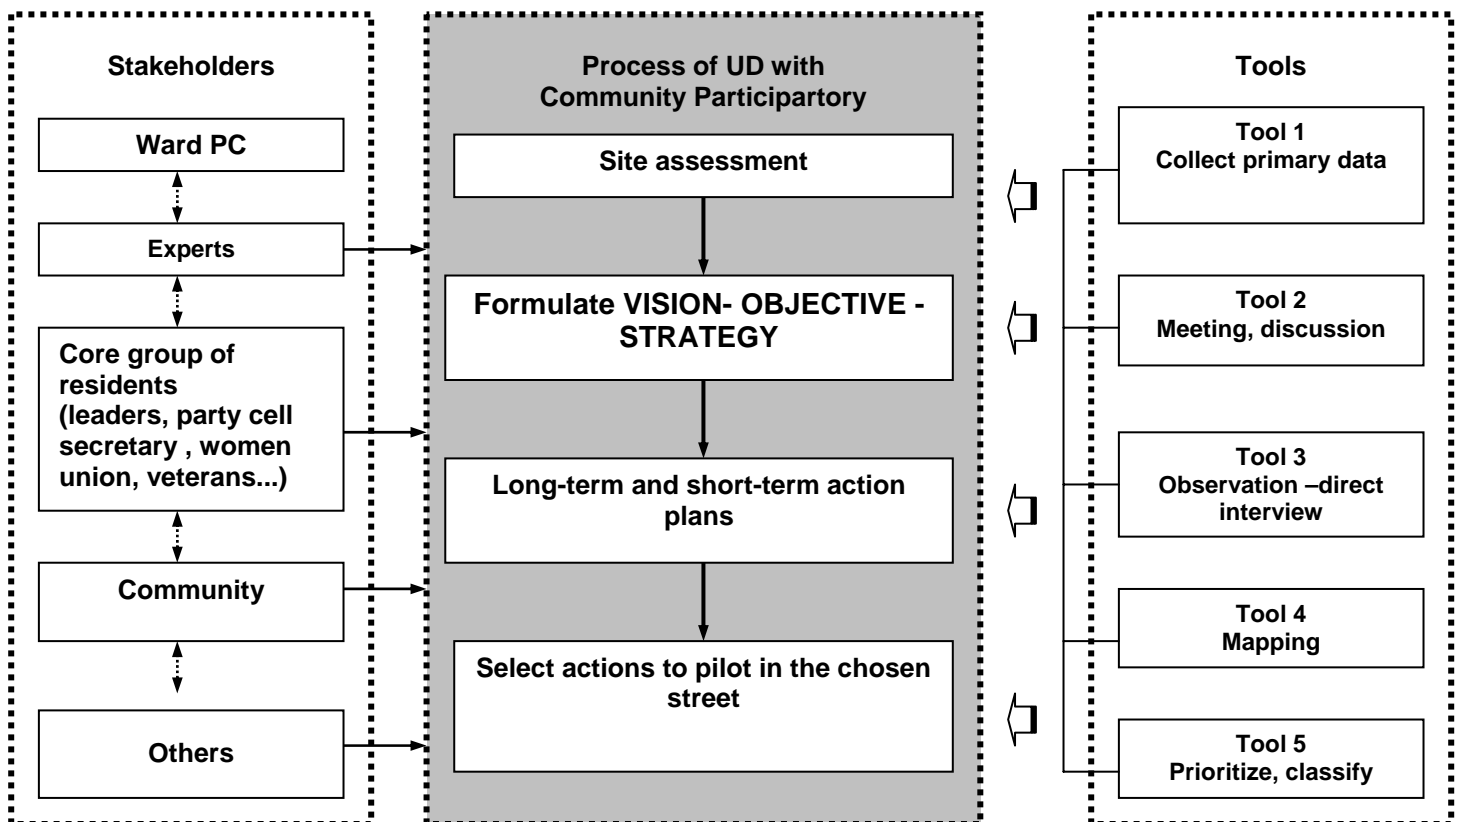 Stakeholders
Ward PC
Experts
Core group of
residents
(leaders, party cell
secretary , women
union, veterans...)
Community
Others
Process of UD with
Community Participartory
Site assessment
Formulate VISION- OBJECTIVE -
STRATEGY
Long-term and short-term action
plans
Select actions to pilot in the chosen
street
Tools
Tool 1
Collect primary data
Tool 2
Meeting, discussion
Tool 3
Observation –direct
interview
Tool 4
Mapping
Tool 5
Prioritize, classify